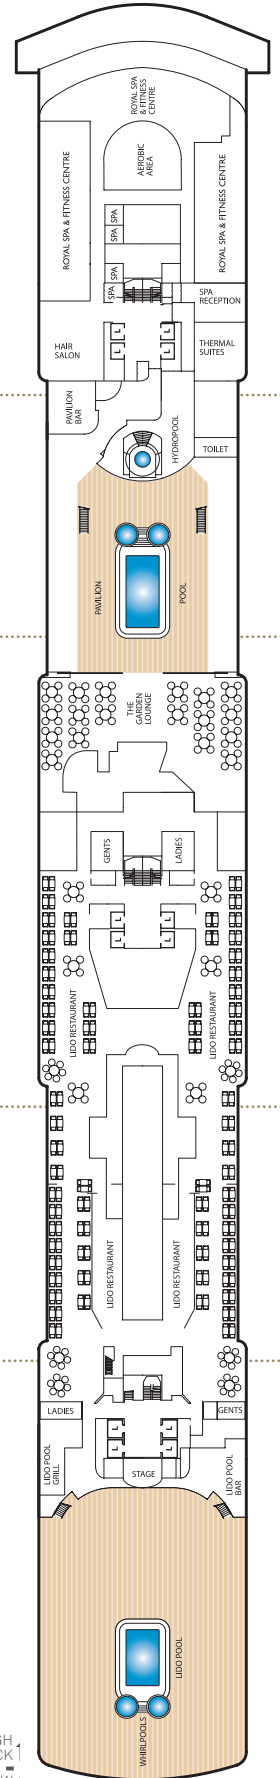 ROYAL SPA
& FITNESS
CENTRE
AEROBIC
AREA
ROYAL SPA & FITNESS CENTRE
ROYAL SPA & FITNESS CENTRE
SPA
SPA
SPA
SPA
SPA
RECEPTION
L
L
L
L
HAIR
SALON
THERMAL
SUITES
PAVILION
BAR
HYDROPOOL
TOILET
PAVILION
POOL
THE
GARDEN
LOUNGE
GENTS
LADIES
L
L
L
L
LIDO RESTAURANT
LIDO RESTAURANT
LIDO RESTAURANT
LIDO RESTAURANT
LADIES
GENTS
L
L
L
L
LIDO POOL
GRILL
STAGE
LIDO POOL
BAR
LIDO POOL
WHIRLPOOLS